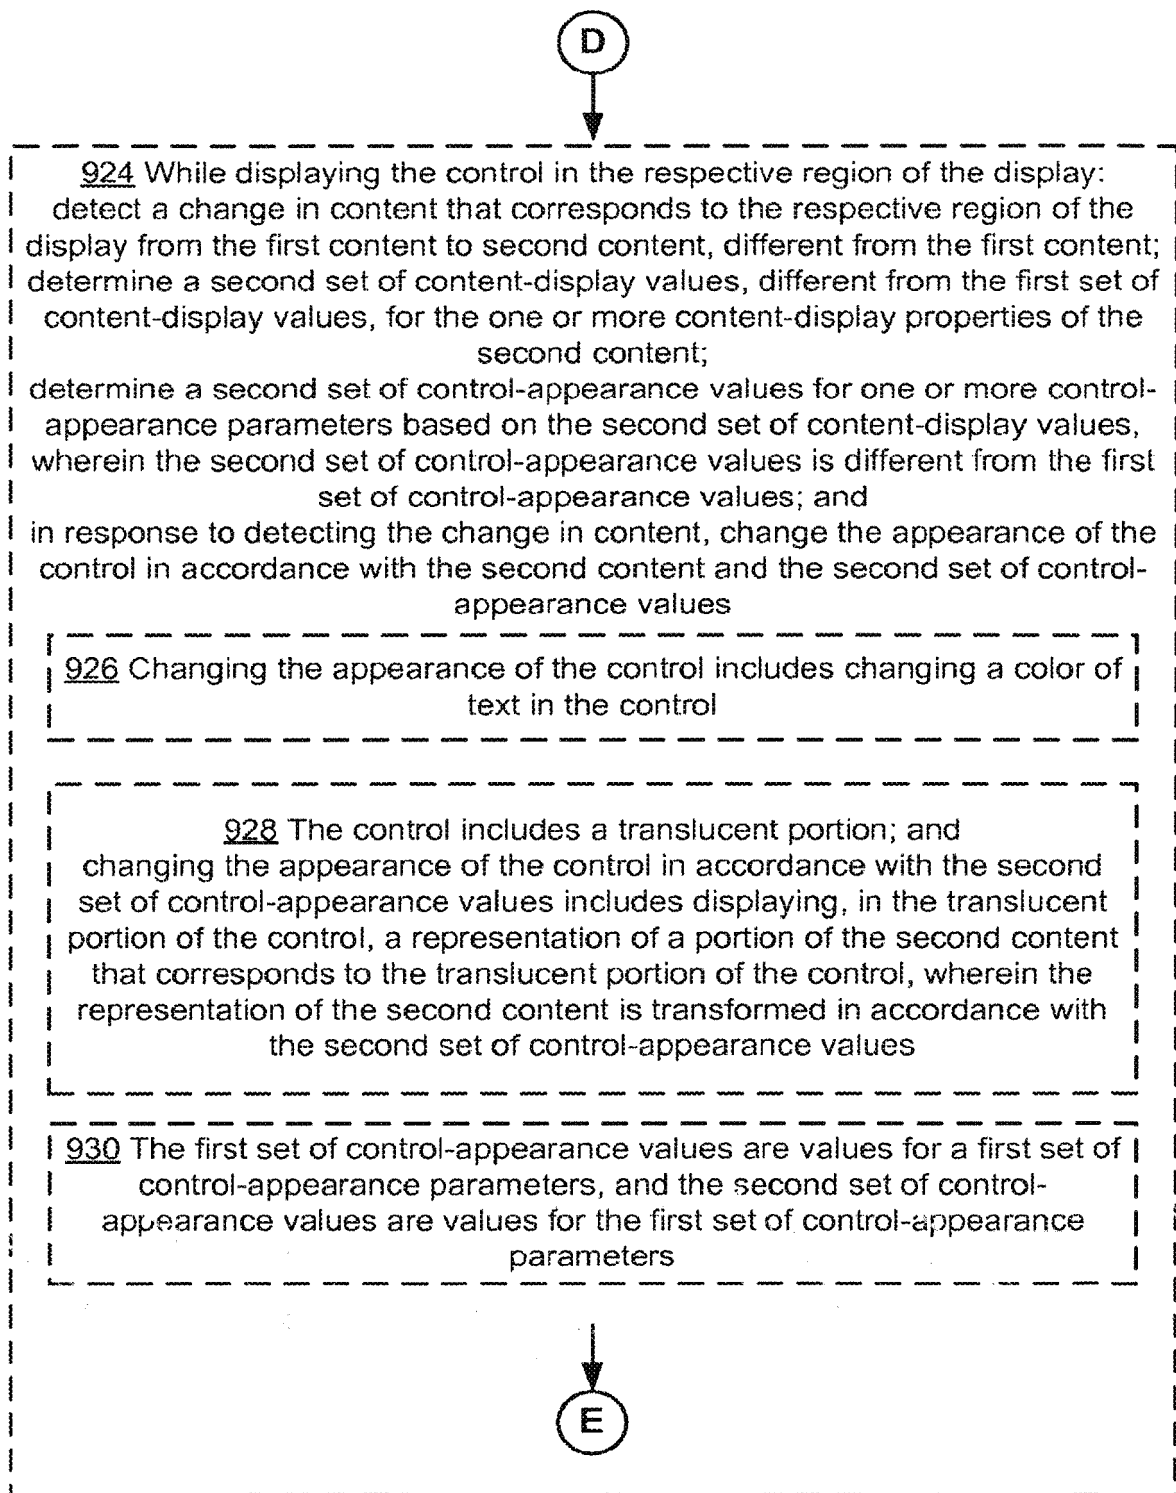 D
924 While displaying the control in the respective region of the display:
detect a change in content that corresponds to the respective region of the
display from the first content to second content, different from the first content;
determine a second set of content-display values, different from the first set of
content-display values, for the one or more content-display properties of the
second content;
determine a second set of control-appearance values for one or more control-
appearance parameters based on the second set of content-display values,
wherein the second set of control-appearance values is different from the first
set of control-appearance values; and
in response to detecting the change in content, change the appearance of the
control in accordance with the second content and the second set of control-
appearance values
926 Changing the appearance of the control includes changing a color of
text in the control
928 The control includes a translucent portion; and
changing the appearance of the control in accordance with the second
set of control-appearance values includes displaying, in the translucent
portion of the control, a representation of a portion of the second content
that corresponds to the translucent portion of the control, wherein the
representation of the second content is transformed in accordance with
the second set of control-appearance values
930 The first set of control-appearance values are values for a first set of
control-appearance parameters, and the second set of control-
appearance values are values for the first set of control-appearance
parameters
E